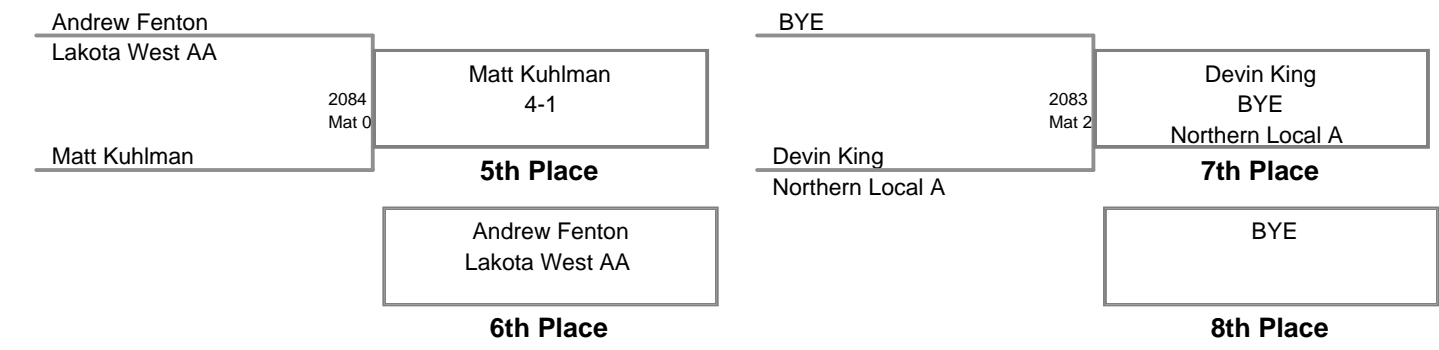 Andrew Fenton
Lakota West AA
2084
Mat 0
Matt Kuhlman
Matt Kuhlman
4-1
5th Place
Andrew Fenton
Lakota West AA
6th Place
BYE
2083
Mat 2
Devin King
Northern Local A
Devin King
BYE
Northern Local A
7th Place
BYE
8th Place